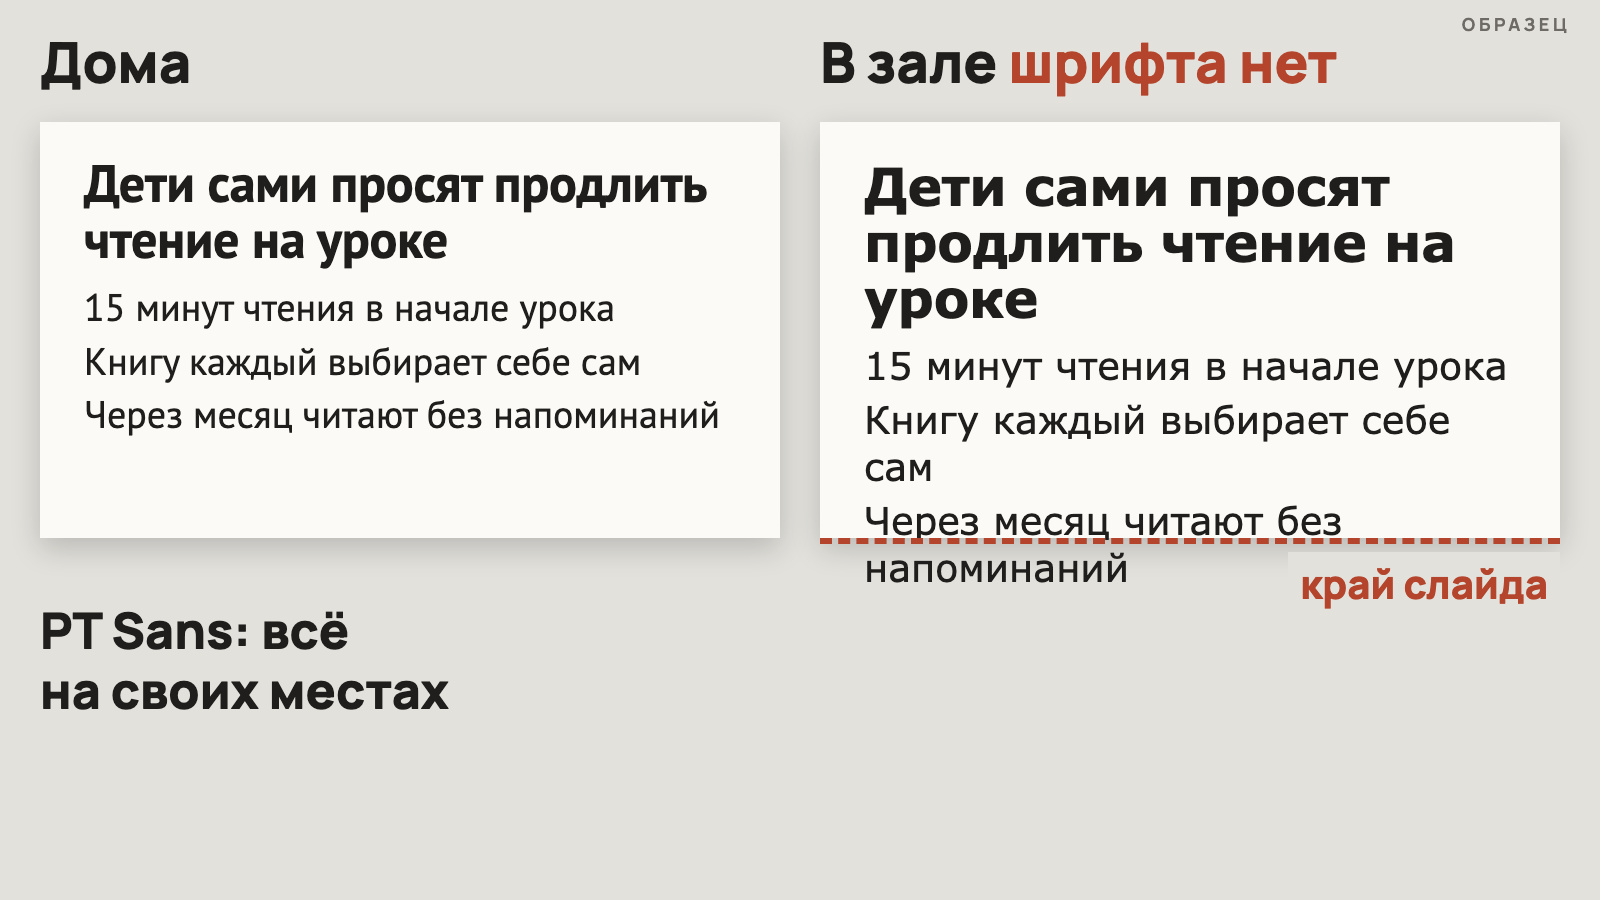 ОБРАЗЕЦ
Дома
Дети сами просят продлить
чтение на уроке
15 минут чтения в начале урока
Книгу каждый выбирает себе сам
Через месяц читают без напоминаний
PT Sans: всё
на своих местах
В зале шрифта нет
Дети сами просят
продлить чтение на
уроке
15 минут чтения в начале урока
Книгу каждый выбирает себе
сам
Через месяц читают без
напоминаний
край слайда